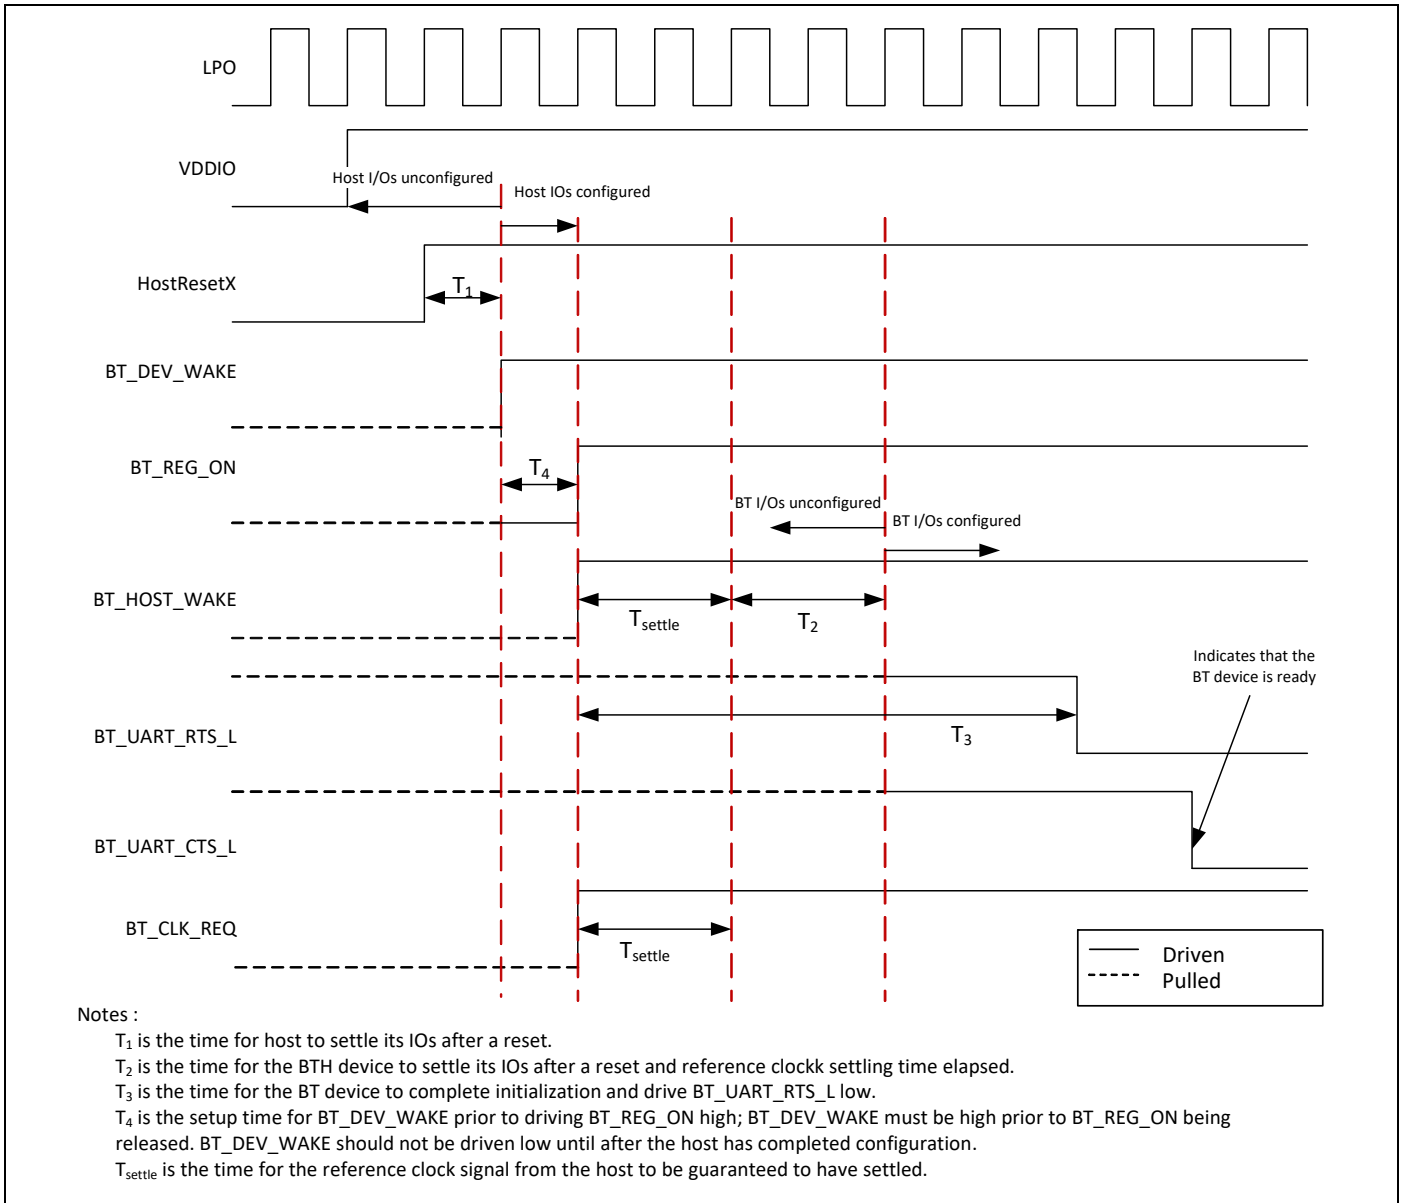 LPO
VDDIO
Host I/Os unconfigured
Host IOs configured
HostResetX
T1
BT_DEV_WAKE
BT_REG_ON
T4
BT I/Os unconfigured
BT I/Os configured
BT_HOST_WAKE
Tsettle
T2
Indicates that the
BT device is ready
BT_UART_RTS_L
T3
BT_UART_CTS_L
BT_CLK_REQ
Tsettle
Driven
Pulled
Notes :
T1 is the time for host to settle its IOs after a reset.
T2 is the time for the BTH device to settle its IOs after a reset and reference clockk settling time elapsed.
T3 is the time for the BT device to complete initialization and drive BT_UART_RTS_L low.
T4 is the setup time for BT_DEV_WAKE prior to driving BT_REG_ON high; BT_DEV_WAKE must be high prior to BT_REG_ON being
released. BT_DEV_WAKE should not be driven low until after the host has completed configuration.
Tsettle is the time for the reference clock signal from the host to be guaranteed to have settled.